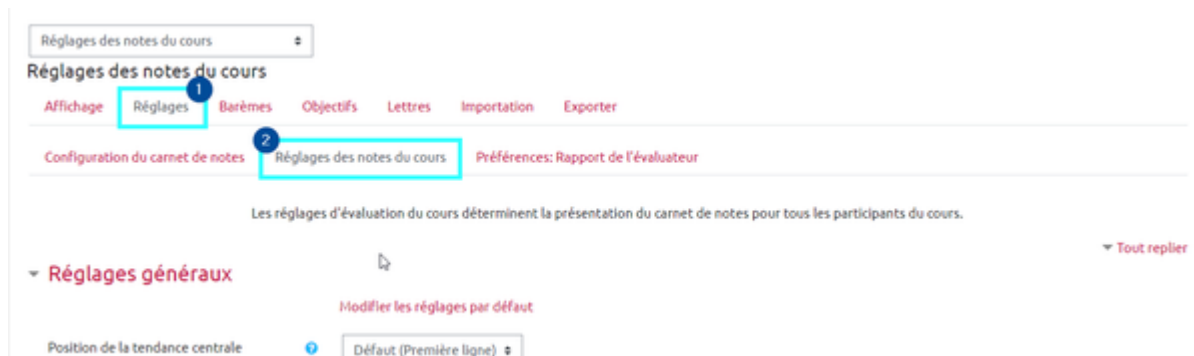 Réglages des notes du cours
Réglages des notes du cours
1
Affichage Réglages Barèmes Objectifs Lettres Importation Exporter
2
Configuration du carnet de notes Réglages des notes du cours Préférences: Rapport de l'évaluateur
Les réglages d'évaluation du cours déterminent la présentation du carnet de notes pour tous les participants du cours.
Tout replier
Réglages généraux
Modifier les réglages par défaut
Position de la tendance centrale ? Défaut (Première ligne)